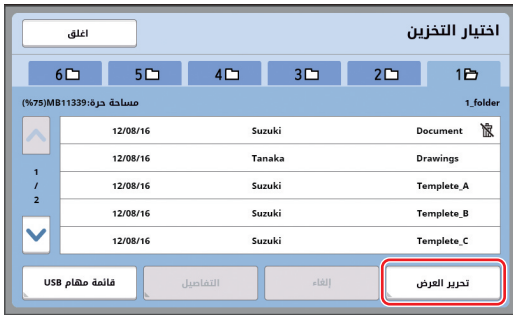 اختيار التخزين
اغلق
1 2 3 4 5 6
1_folder
مساحة حرة:MB11339(%75)
Document Suzuki 12/08/16
Drawings Tanaka 12/08/16
Templete_A Suzuki 12/08/16
Templete_B Suzuki 12/08/16
Templete_C Suzuki 12/08/16
1
/
2
تحرير العرض
إلغاء
التفاصيل
قائمة مهام USB